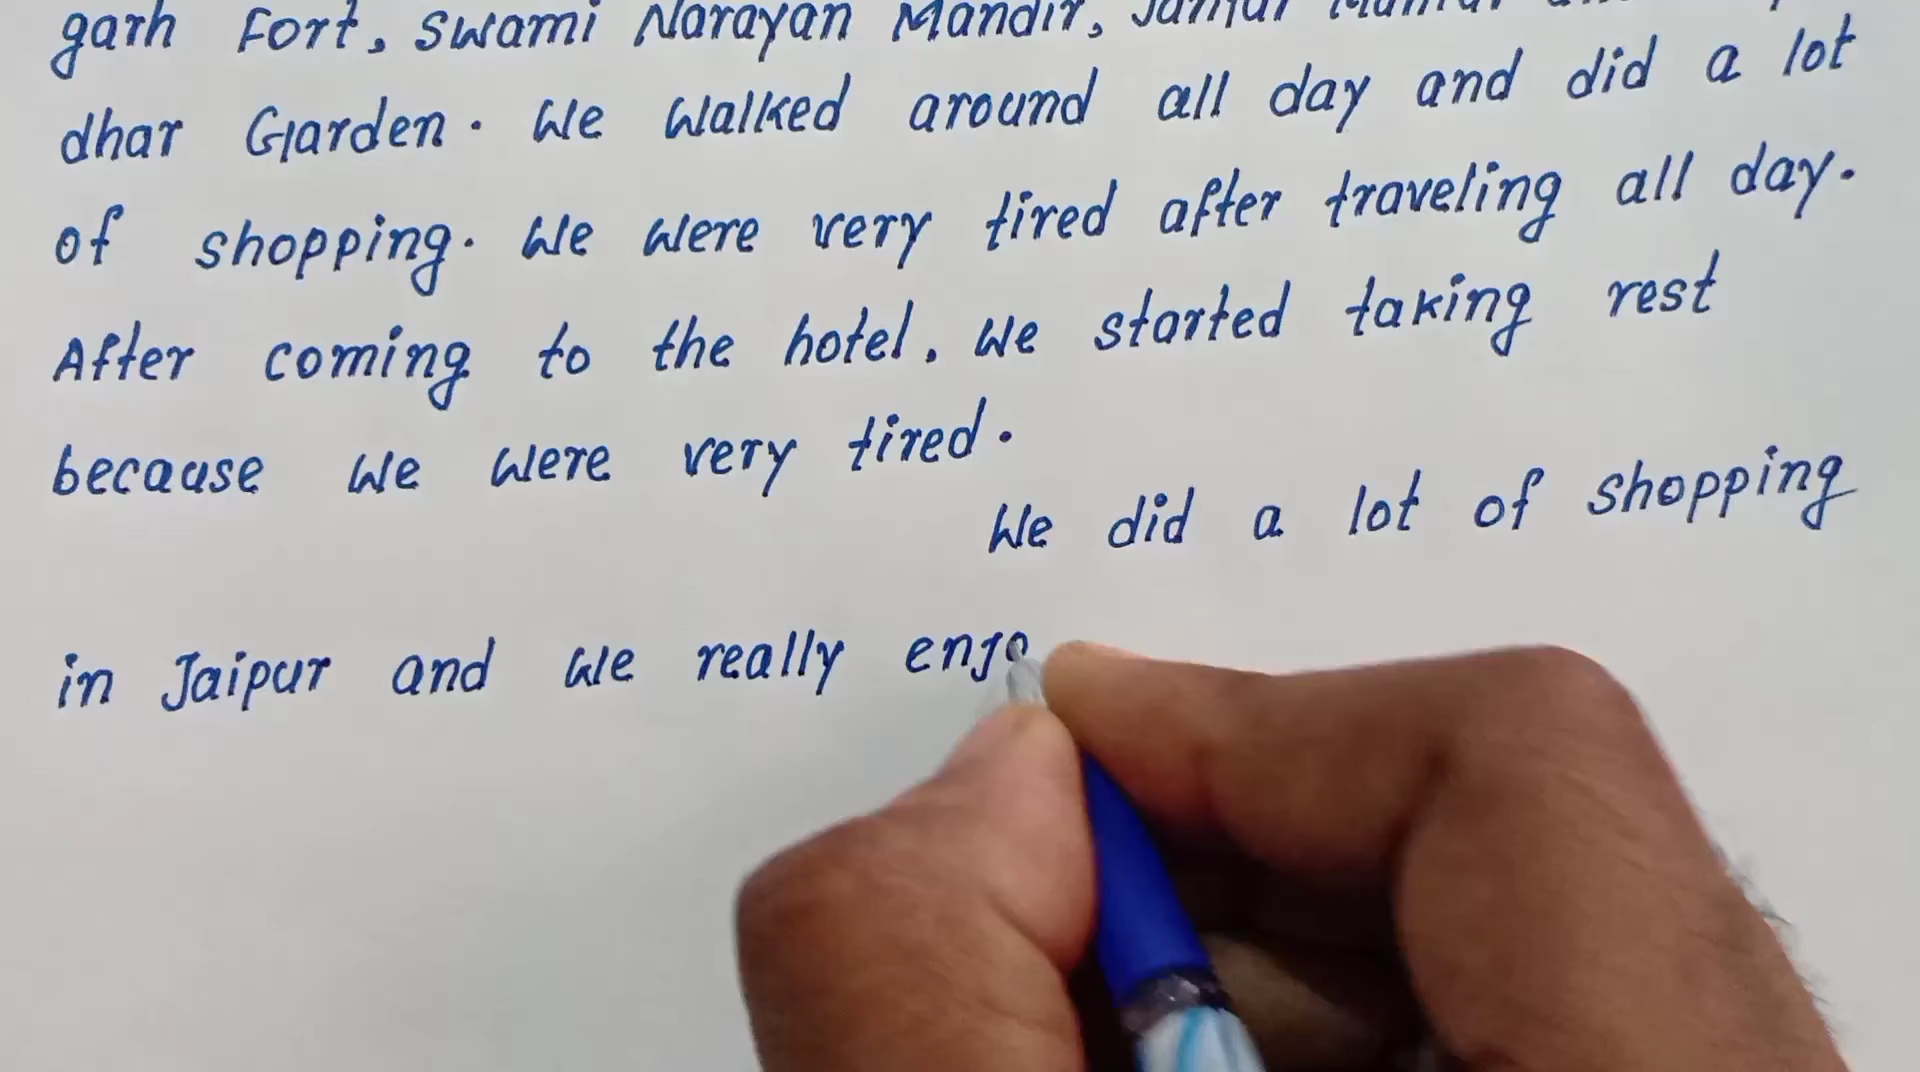 garh Fort, Swami Narayan Mandir,
dhar Garden. We walked around all day and did a lot
of shopping. We were very tired after traveling all day.
After coming to the hotel, we started taking rest
because we were very tired.
We did a lot of shopping
in Jaipur and we really enjo